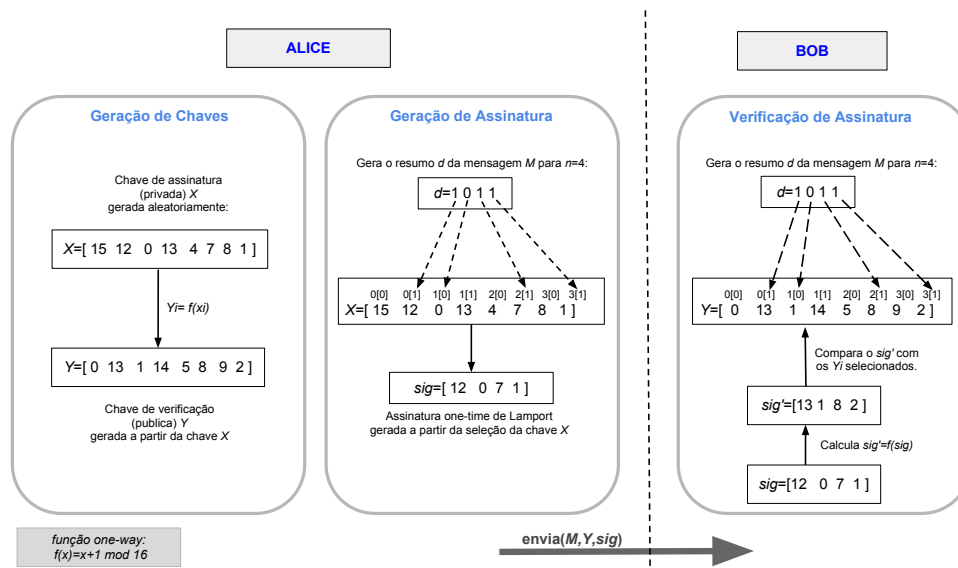 ALICE
BOB
Geração de Chaves
Chave de assinatura
(privada) X
gerada aleatoriamente:
X=[ 15 12 0 13 4 7 8 1 ]
Yi= f(xi)
Y=[ 0 13 1 14 5 8 9 2 ]
Chave de verificação
(publica) Y
gerada a partir da chave X
Geração de Assinatura
Gera o resumo d da mensagem M para n=4:
d=1 0 1 1
0[0] 0[1] 1[0] 1[1] 2[0] 2[1] 3[0] 3[1]
X=[ 15 12 0 13 4 7 8 1 ]
sig=[ 12 0 7 1 ]
Assinatura one-time de Lamport
gerada a partir da seleção da chave X
Verificação de Assinatura
Gera o resumo d da mensagem M para n=4:
d=1 0 1 1
0[0] 0[1] 1[0] 1[1] 2[0] 2[1] 3[0] 3[1]
Y=[ 0 13 1 14 5 8 9 2 ]
Compara o sig' com
os Yi selecionados.
sig'=[13 1 8 2 ]
Calcula sig'=f(sig)
sig=[12 0 7 1 ]
função one-way:
f(x)=x+1 mod 16
envia(M,Y,sig)